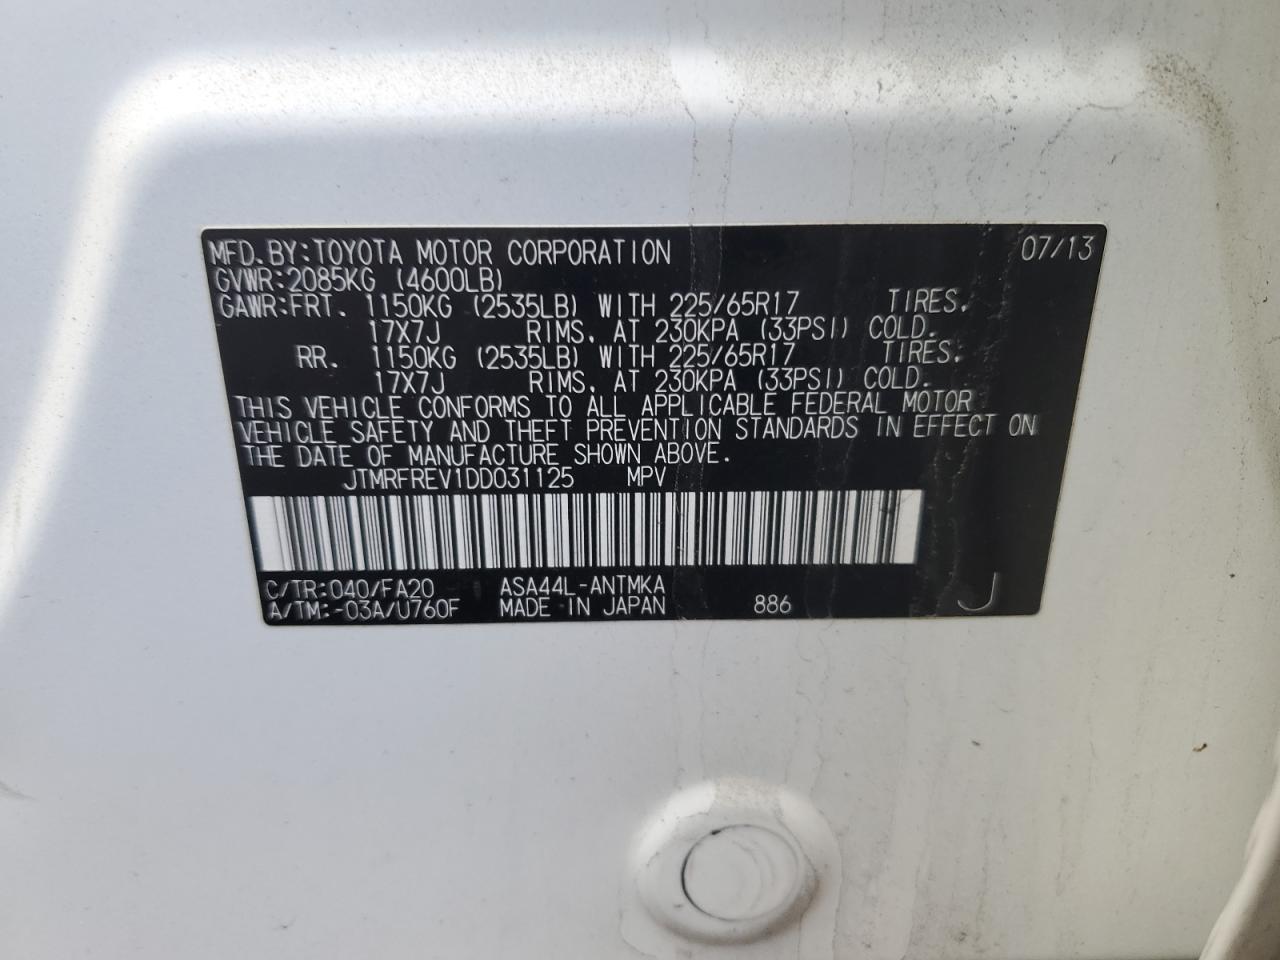 MFD.BY:TOYOTA MOTOR CORPORATION 07/13
GVWR:2085KG (4600LB)
GAWR:FRT. 1150KG (2535LB) WITH 225/65R17 TIRES,
17X7J RIMS, AT 230KPA (33PSI) COLD.
RR. 1150KG (2535LB) WITH 225/65R17 TIRES:
17X7J RIMS, AT 230KPA (33PSI) COLD.
THIS VEHICLE CONFORMS TO ALL APPLICABLE FEDERAL MOTOR
VEHICLE SAFETY AND THEFT PREVENTION STANDARDS IN EFFECT ON
THE DATE OF MANUFACTURE SHOWN ABOVE.
JTMRFREV1DD031125 MPV
C/TR:040/FA20 ASA44L-ANTMKA
A/TM:-03A/U760F MADE IN JAPAN 886 J